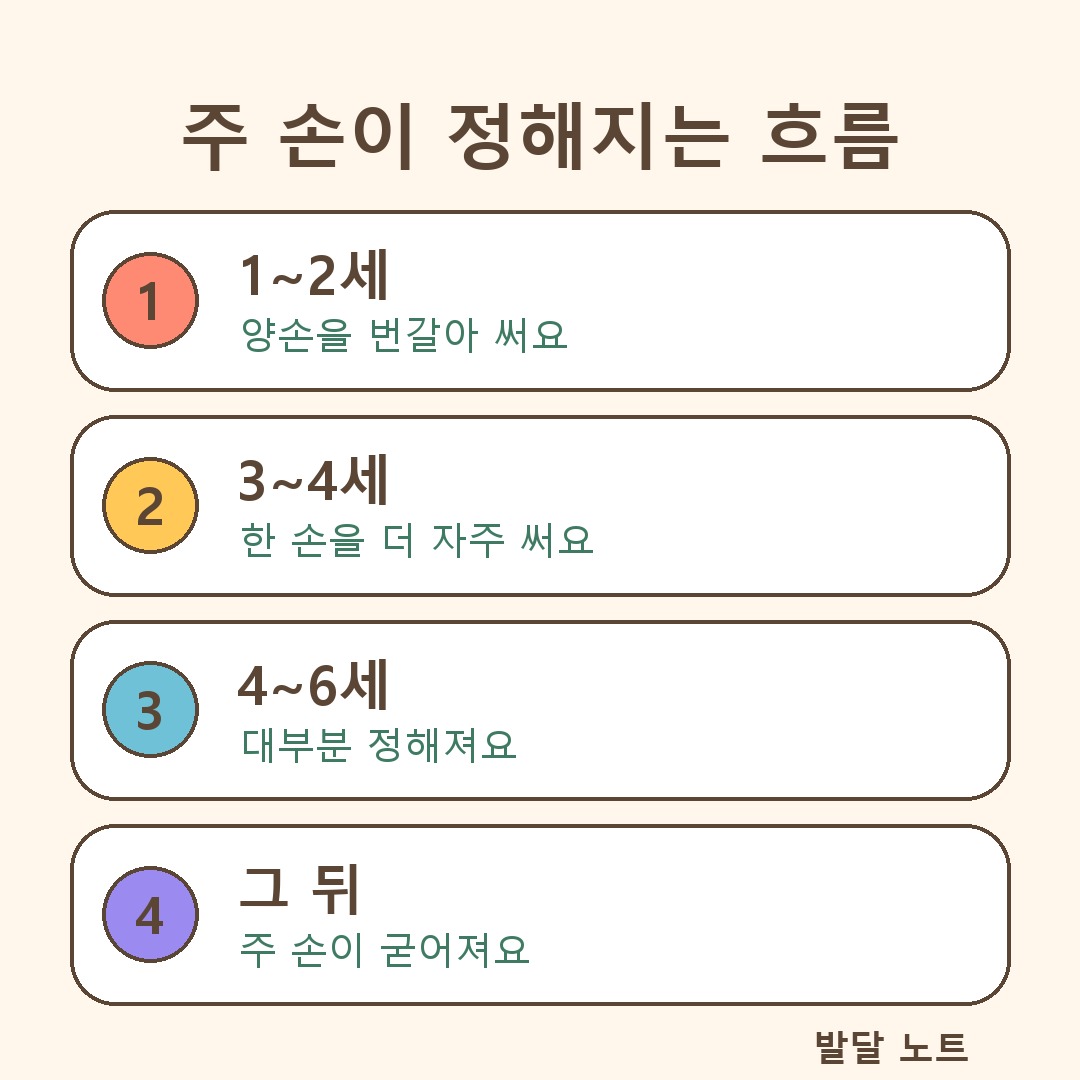 주 손이 정해지는 흐름
1
1~2세
양손을 번갈아 써요
2
3~4세
한 손을 더 자주 써요
3
4~6세
대부분 정해져요
4
그 뒤
주 손이 굳어져요
발달 노트